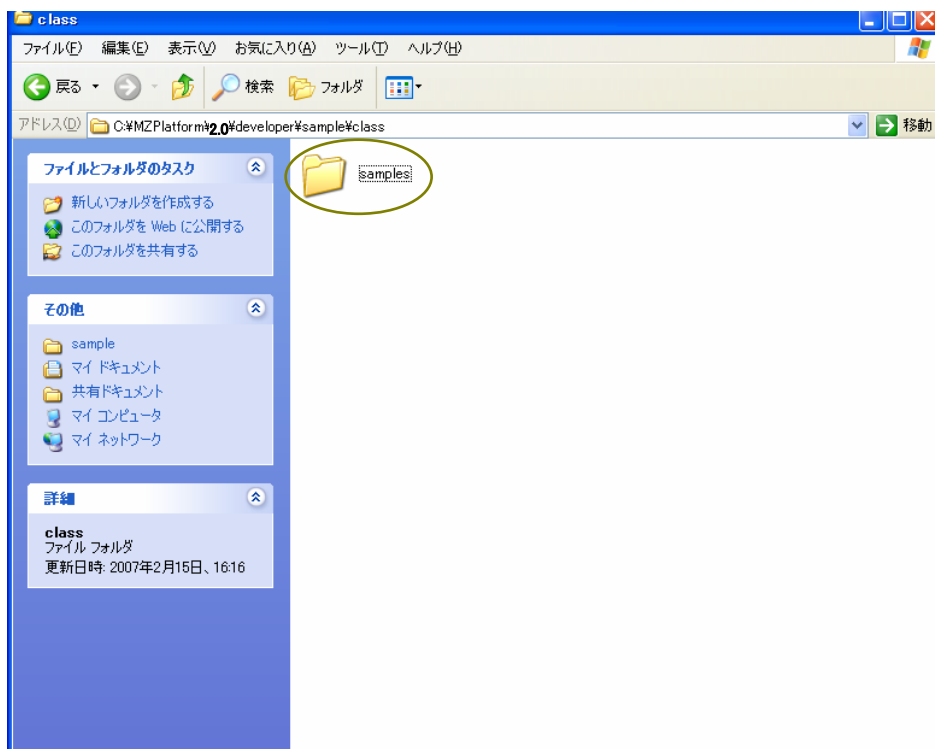 class
ファイル(F) 編集(E) 表示(V) お気に入り(A) ツール(T) ヘルプ(H)
戻る 検索 フォルダ
アドレス(D) C:¥MZPlatform¥2.0¥developer¥sample¥class 移動
ファイルとフォルダのタスク
samples
新しいフォルダを作成する
このフォルダを Web に公開する
このフォルダを共有する
その他
sample
マイ ドキュメント
共有ドキュメント
マイ コンピュータ
マイ ネットワーク
詳細
class
ファイル フォルダ
更新日時: 2007年2月15日、16:16